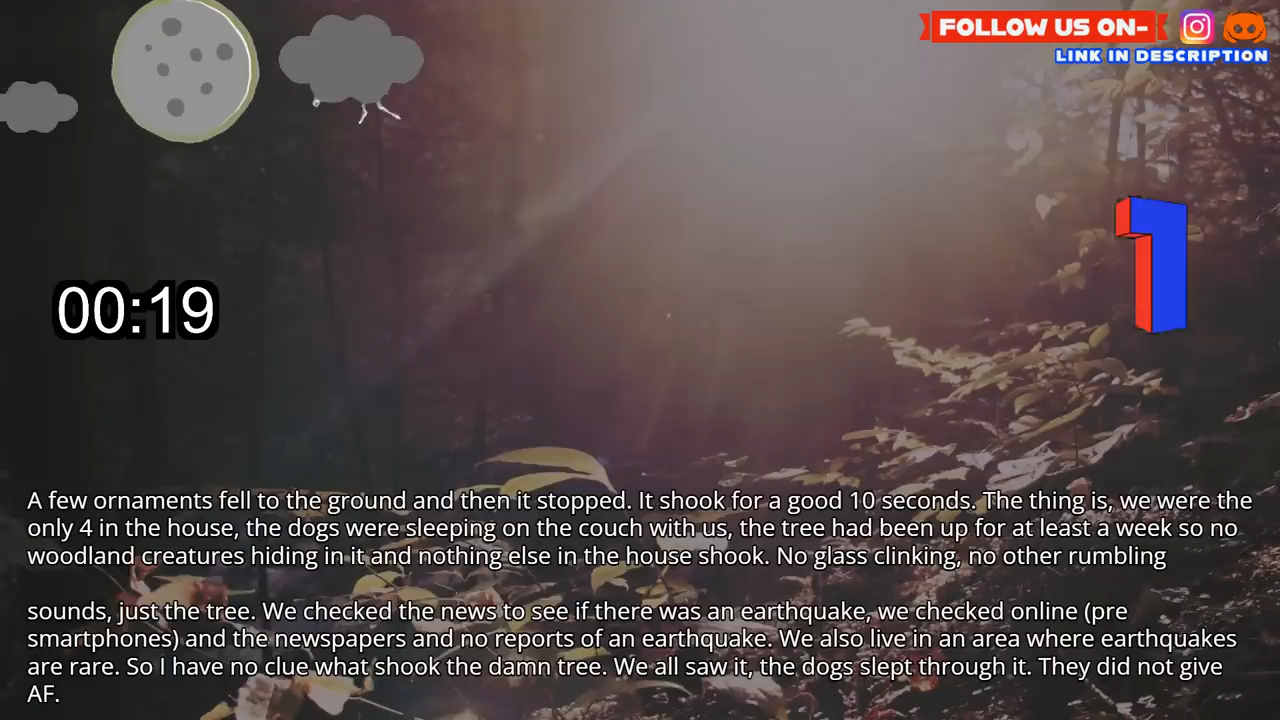 FOLLOW US ON-
LINK IN DESCRIPTION
1
00:19
A few ornaments fell to the ground and then it stopped. It shook for a good 10 seconds. The thing is, we were the
only 4 in the house, the dogs were sleeping on the couch with us, the tree had been up for at least a week so no
woodland creatures hiding in it and nothing else in the house shook. No glass clinking, no other rumbling
sounds, just the tree. We checked the news to see if there was an earthquake, we checked online (pre
smartphones) and the newspapers and no reports of an earthquake. We also live in an area where earthquakes
are rare. So I have no clue what shook the damn tree. We all saw it, the dogs slept through it. They did not give
AF.